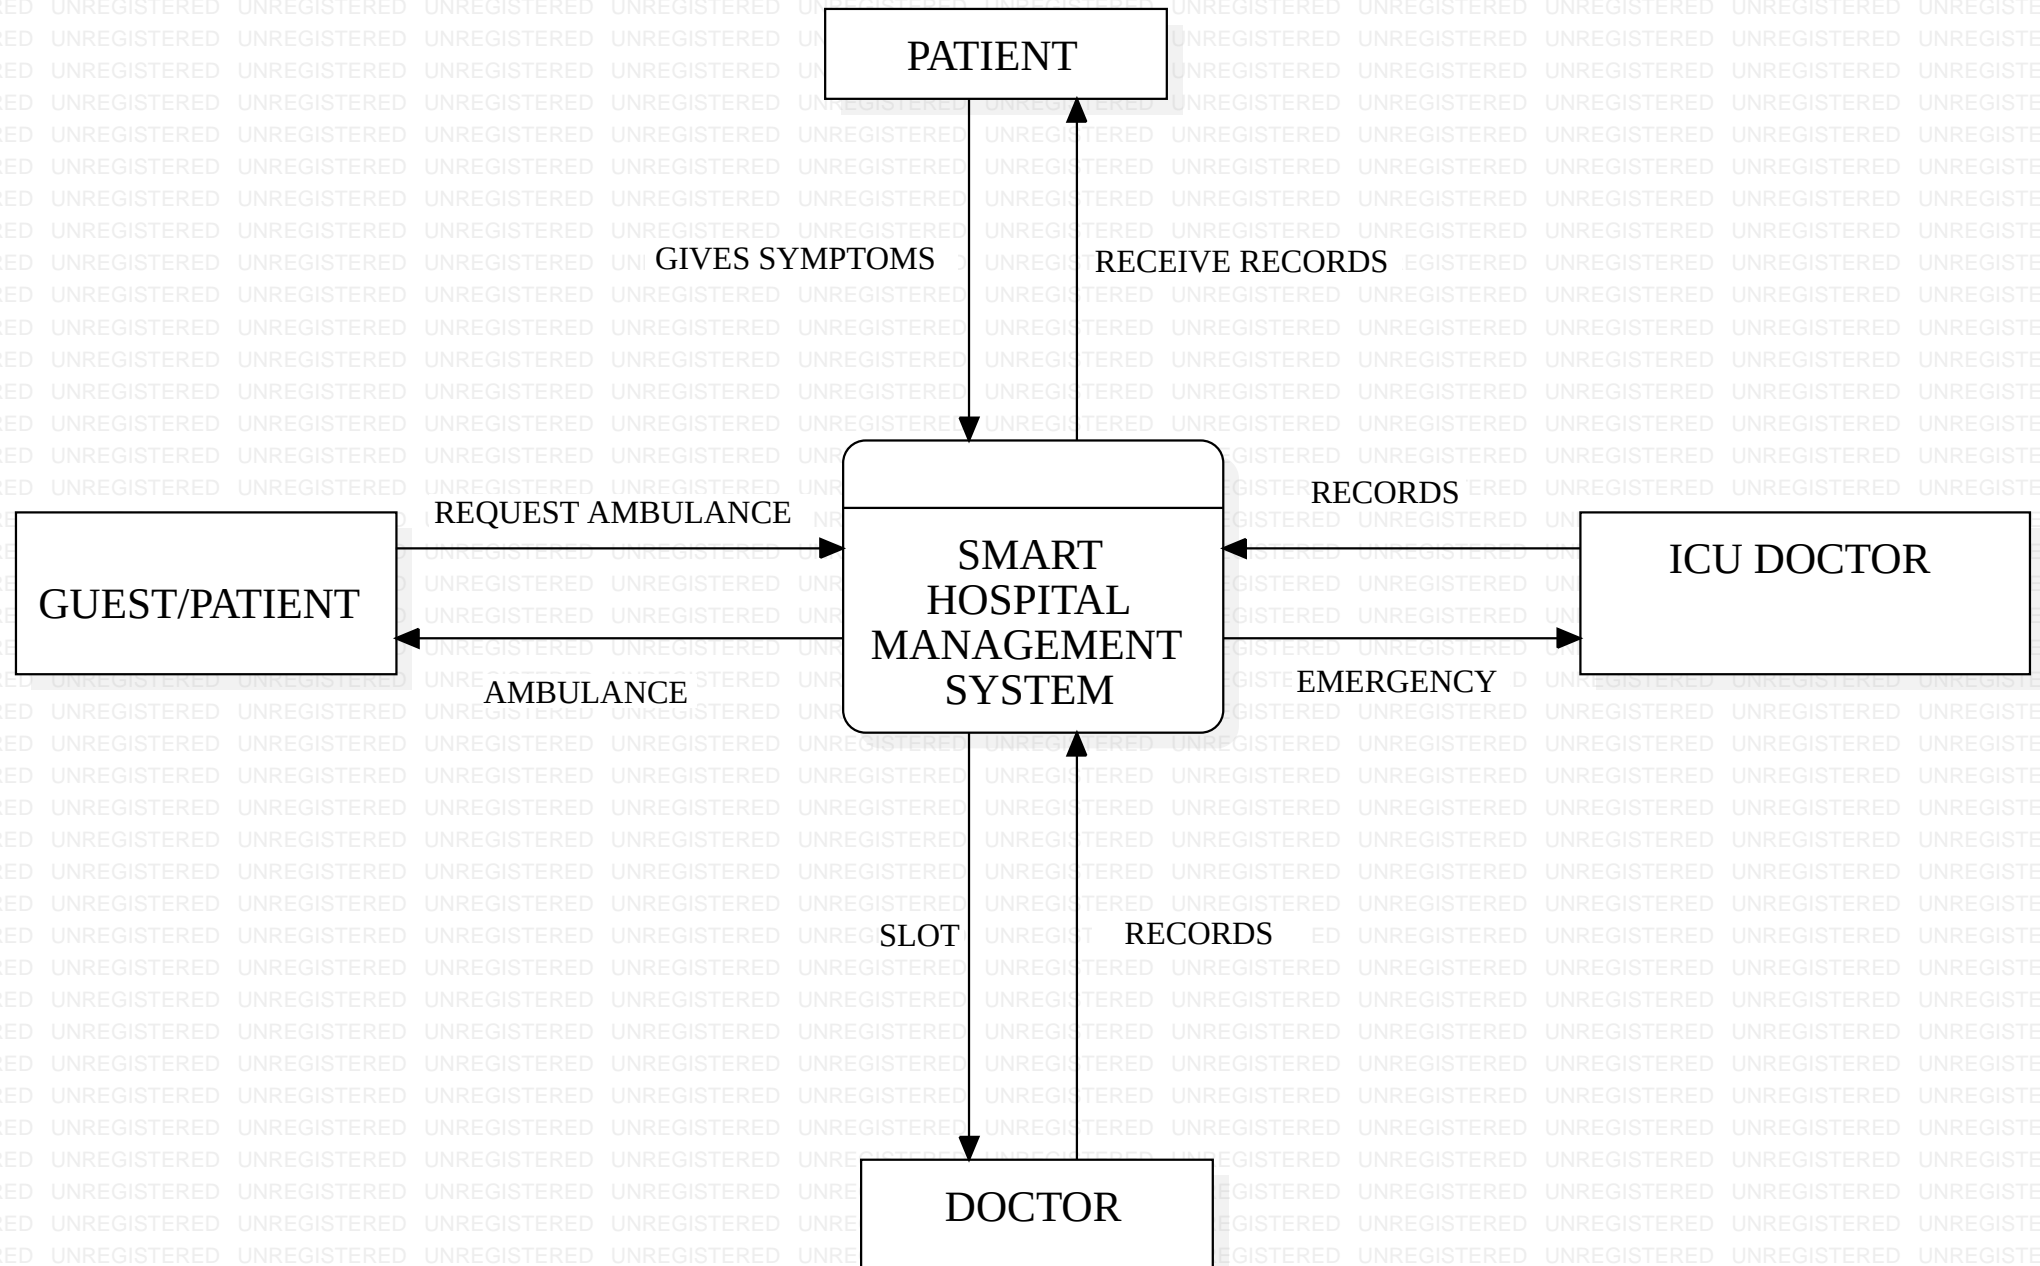 PATIENT
GIVES SYMPTOMS
RECEIVE RECORDS
REQUEST AMBULANCE
RECORDS
GUEST/PATIENT
SMART
HOSPITAL
MANAGEMENT
SYSTEM
ICU DOCTOR
AMBULANCE
EMERGENCY
SLOT
RECORDS
DOCTOR
UNREGISTERED